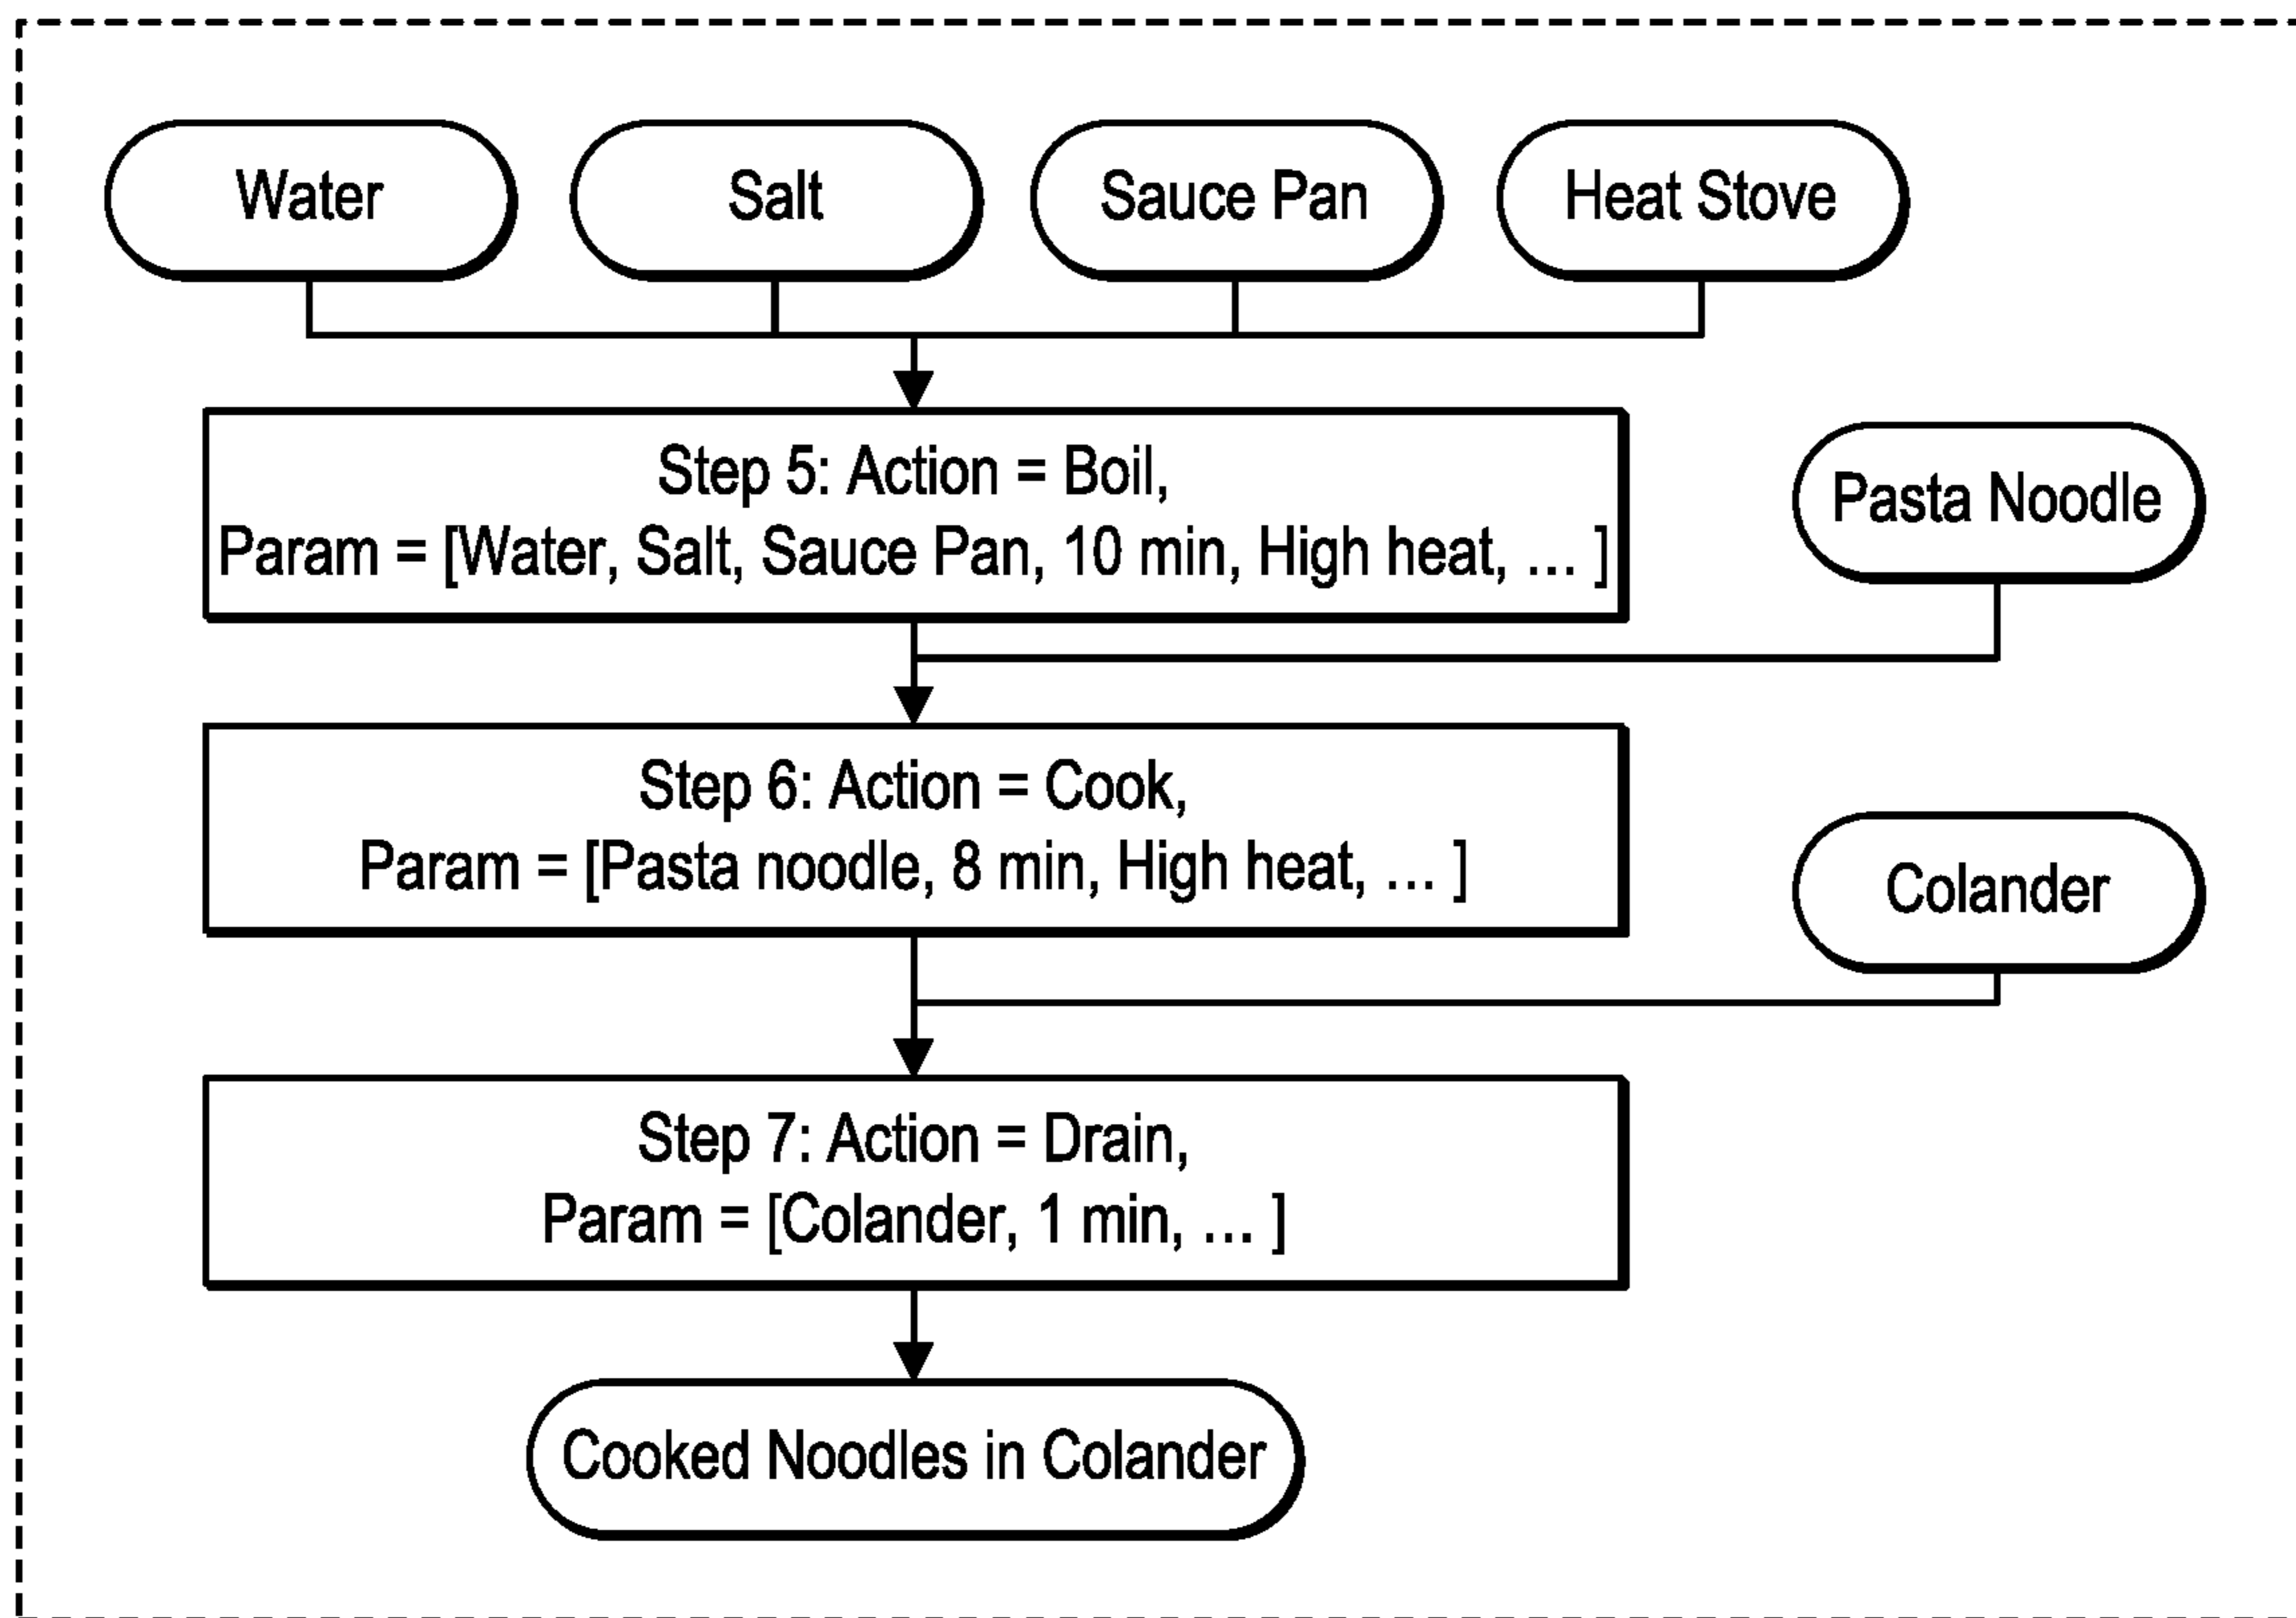 Water
Salt
Sauce Pan
Heat Stove
Step 5: Action = Boil,
Param = [Water, Salt, Sauce Pan, 10 min, High heat, ... ]
Pasta Noodle
Step 6: Action = Cook,
Param = [Pasta noodle, 8 min, High heat, ... ]
Colander
Step 7: Action = Drain,
Param = [Colander, 1 min, ... ]
Cooked Noodles in Colander